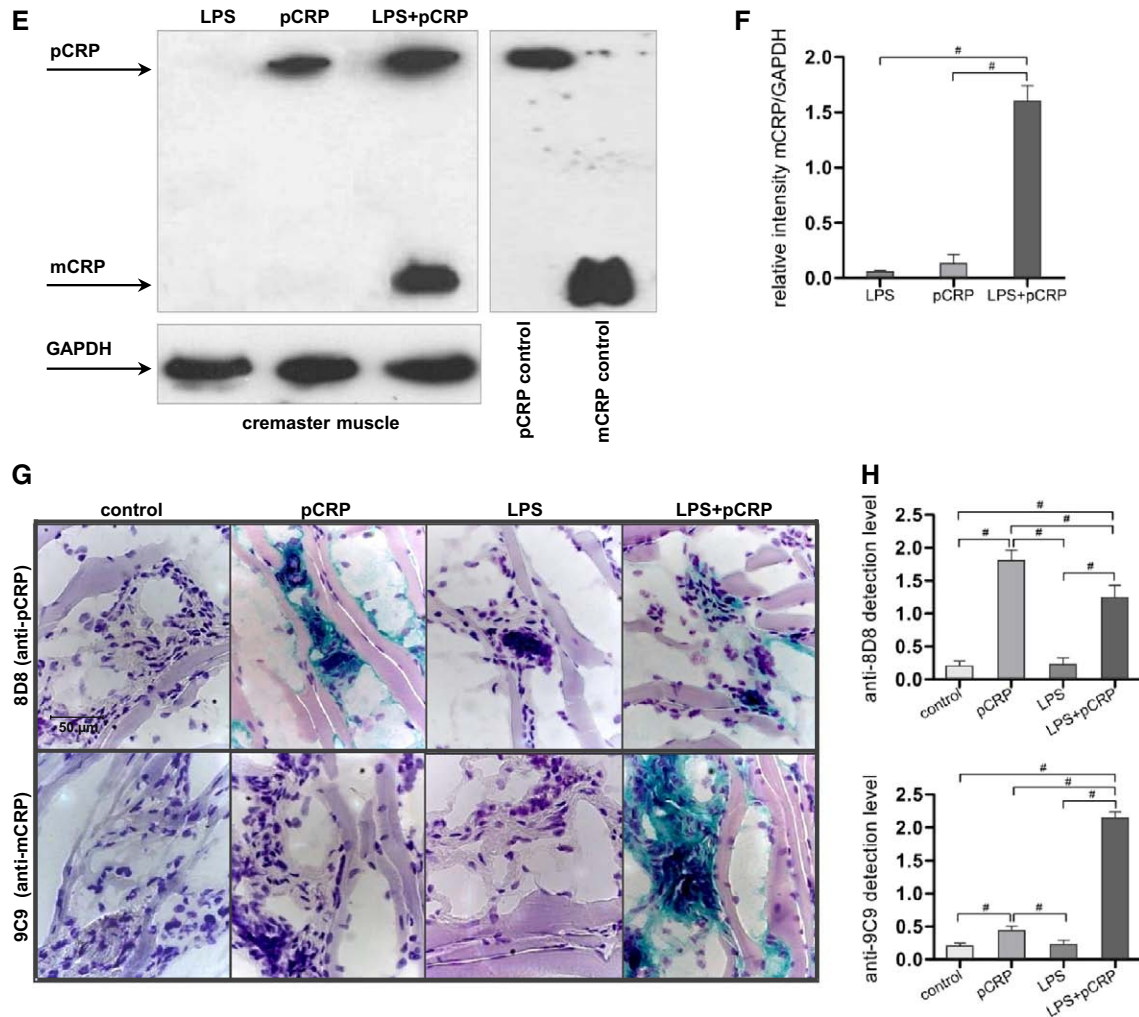 E
LPS pCRP LPS+pCRP
pCRP
mCRP
GAPDH
cremaster muscle
pCRP control
mCRP control
F
relative intensity mCRP/GAPDH
2.0
1.5
1.0
0.5
0.0
# 
#
LPS pCRP LPS+pCRP
G
control pCRP LPS LPS+pCRP
8D8 (anti-pCRP)
50 µm
9C9 (anti-mCRP)
H
anti-8D8 detection level
2.5
2.0
1.5
1.0
0.5
0.0
#
# #
# #
control pCRP LPS LPS+pCRP
anti-9C9 detection level
2.5
2.0
1.5
1.0
0.5
0.0
#
#
#
# #
control pCRP LPS LPS+pCRP